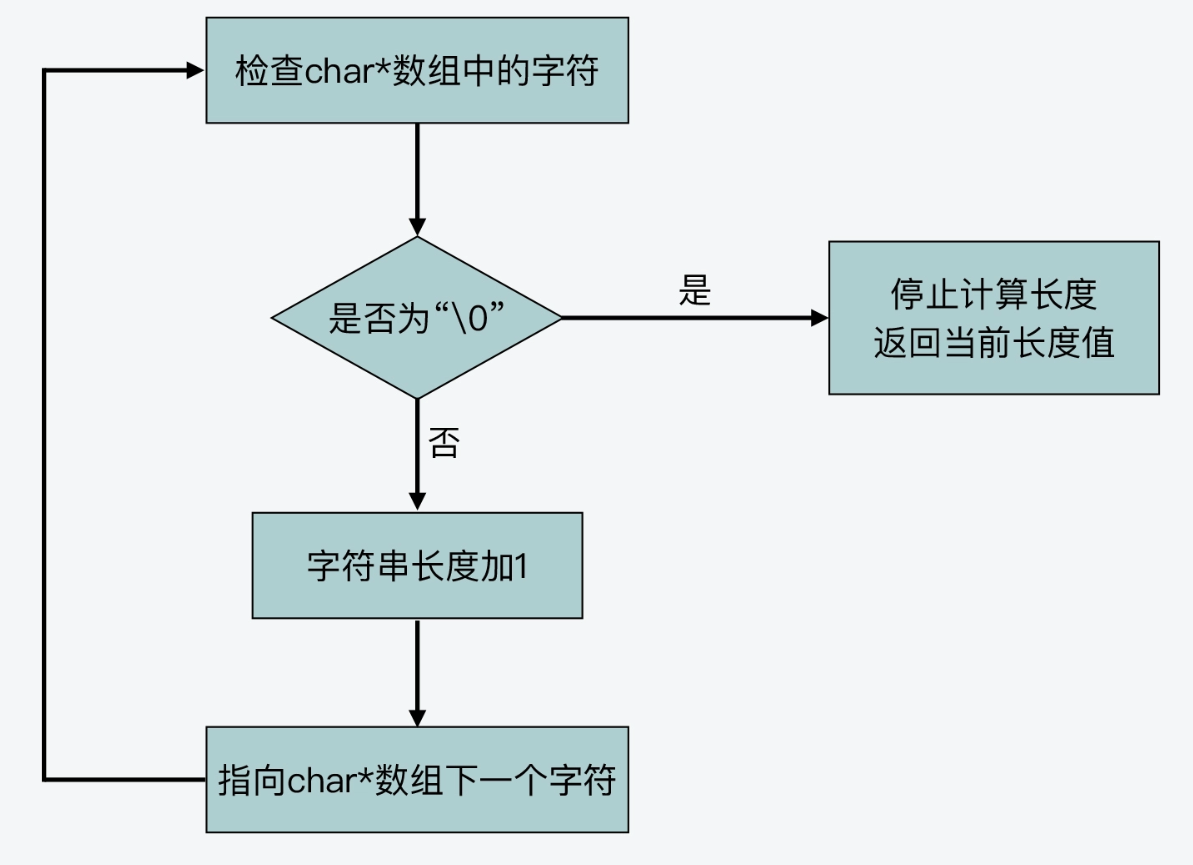 检查char*数组中的字符
是否为“\0”
是
停止计算长度
返回当前长度值
否
字符串长度加1
指向char*数组下一个字符